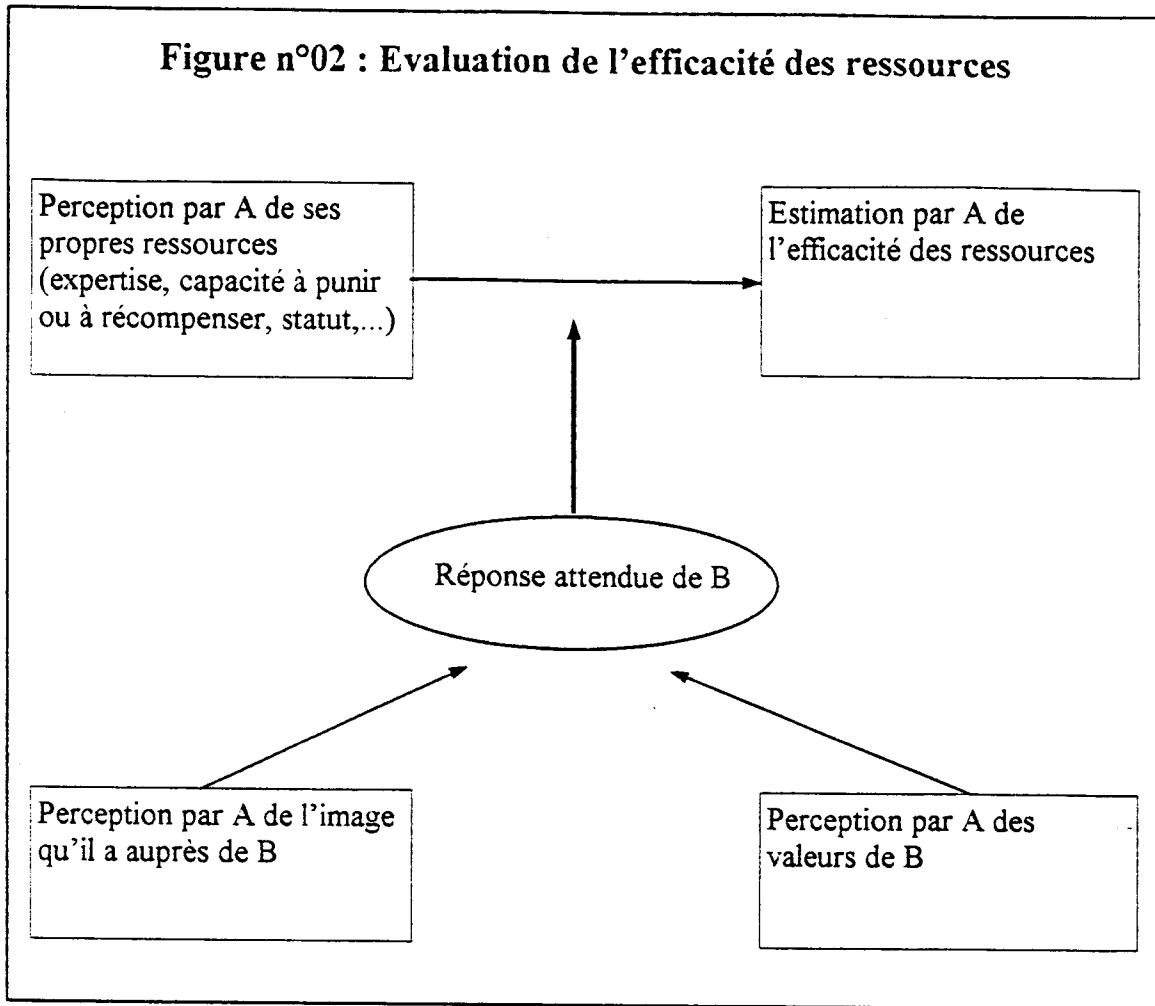 Figure n°02 : Evaluation de l'efficacité des ressources
Perception par A de ses
propres ressources
(expertise, capacité à punir
ou à récompenser, statut,...)
Estimation par A de
l'efficacité des ressources
Réponse attendue de B
Perception par A de l'image
qu'il a auprès de B
Perception par A des
valeurs de B